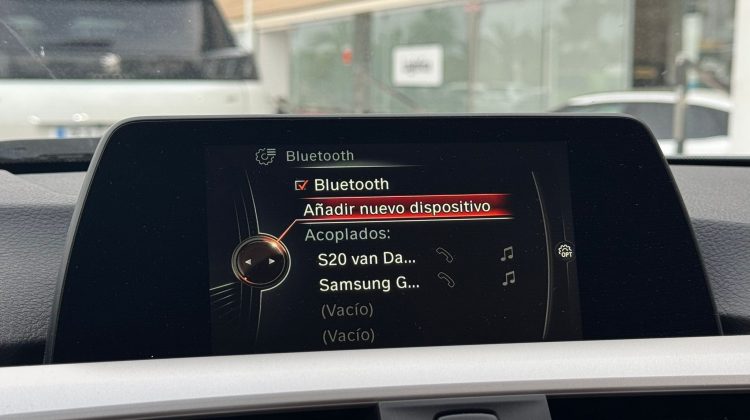 Bluetooth
Bluetooth
Añadir nuevo dispositivo
Acoplados:
S20 van Da...
Samsung G...
(Vacío)
(Vacío)
OPT